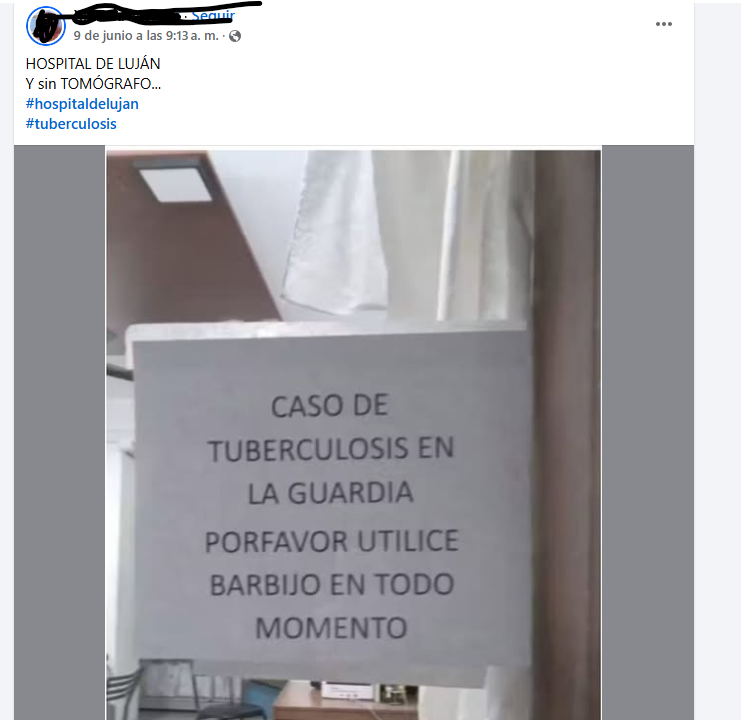 Seguir
9 de junio a las 9:13 a. m. ·
HOSPITAL DE LUJÁN
Y sin TOMÓGRAFO...
#hospitaldelujan
#tuberculosis
CASO DE
TUBERCULOSIS EN
LA GUARDIA
PORFAVOR UTILICE
BARBIJO EN TODO
MOMENTO